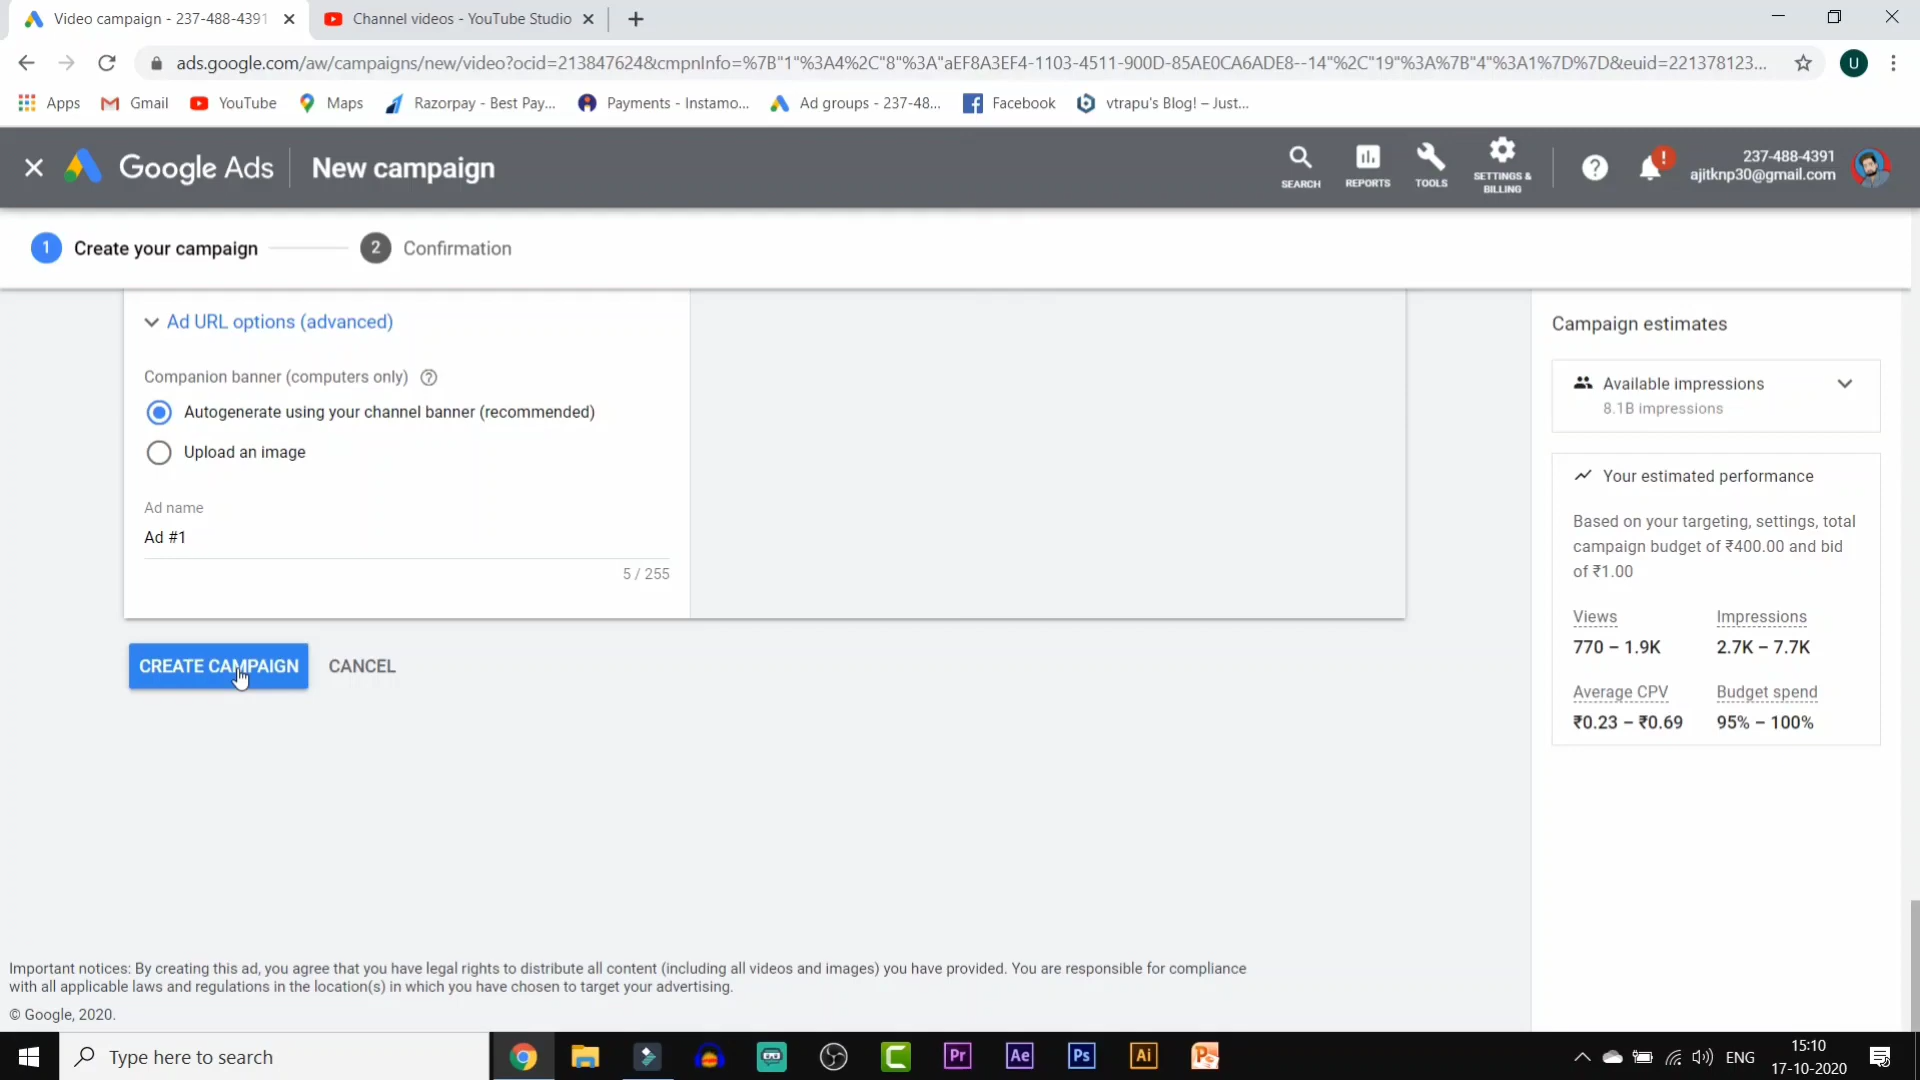 Video campaign - 237-488-4391
Channel videos - YouTube Studio
ads.google.com/aw/campaigns/new/video?ocid=213847624&cmpnInfo=%7B"1"%3A4%2C"8"%3A"aEF8A3EF4-1103-4511-900D-85AE0CA6ADE8--14"%2C"19"%3A%7B"4"%3A1%7D%7D&euid=221378123...
U
Apps
Gmail
YouTube
Maps
Razorpay - Best Pay...
Payments - Instamo...
Ad groups - 237-48...
Facebook
vtrapu's Blog! – Just...
Google Ads
New campaign
SEARCH
REPORTS
TOOLS
SETTINGS &
BILLING
237-488-4391
ajitknp30@gmail.com
1 Create your campaign
2 Confirmation
Ad URL options (advanced)
Companion banner (computers only)
Autogenerate using your channel banner (recommended)
Upload an image
Ad name
Ad #1
5 / 255
CREATE CAMPAIGN
CANCEL
Campaign estimates
Available impressions
8.1B impressions
Your estimated performance
Based on your targeting, settings, total
campaign budget of ₹400.00 and bid
of ₹1.00
Views
Impressions
770 – 1.9K
2.7K – 7.7K
Average CPV
Budget spend
₹0.23 – ₹0.69
95% – 100%
Important notices: By creating this ad, you agree that you have legal rights to distribute all content (including all videos and images) you have provided. You are responsible for compliance
with all applicable laws and regulations in the location(s) in which you have chosen to target your advertising.
© Google, 2020.
Type here to search
Pr
Ae
Ps
Ai
ENG
15:10
17-10-2020